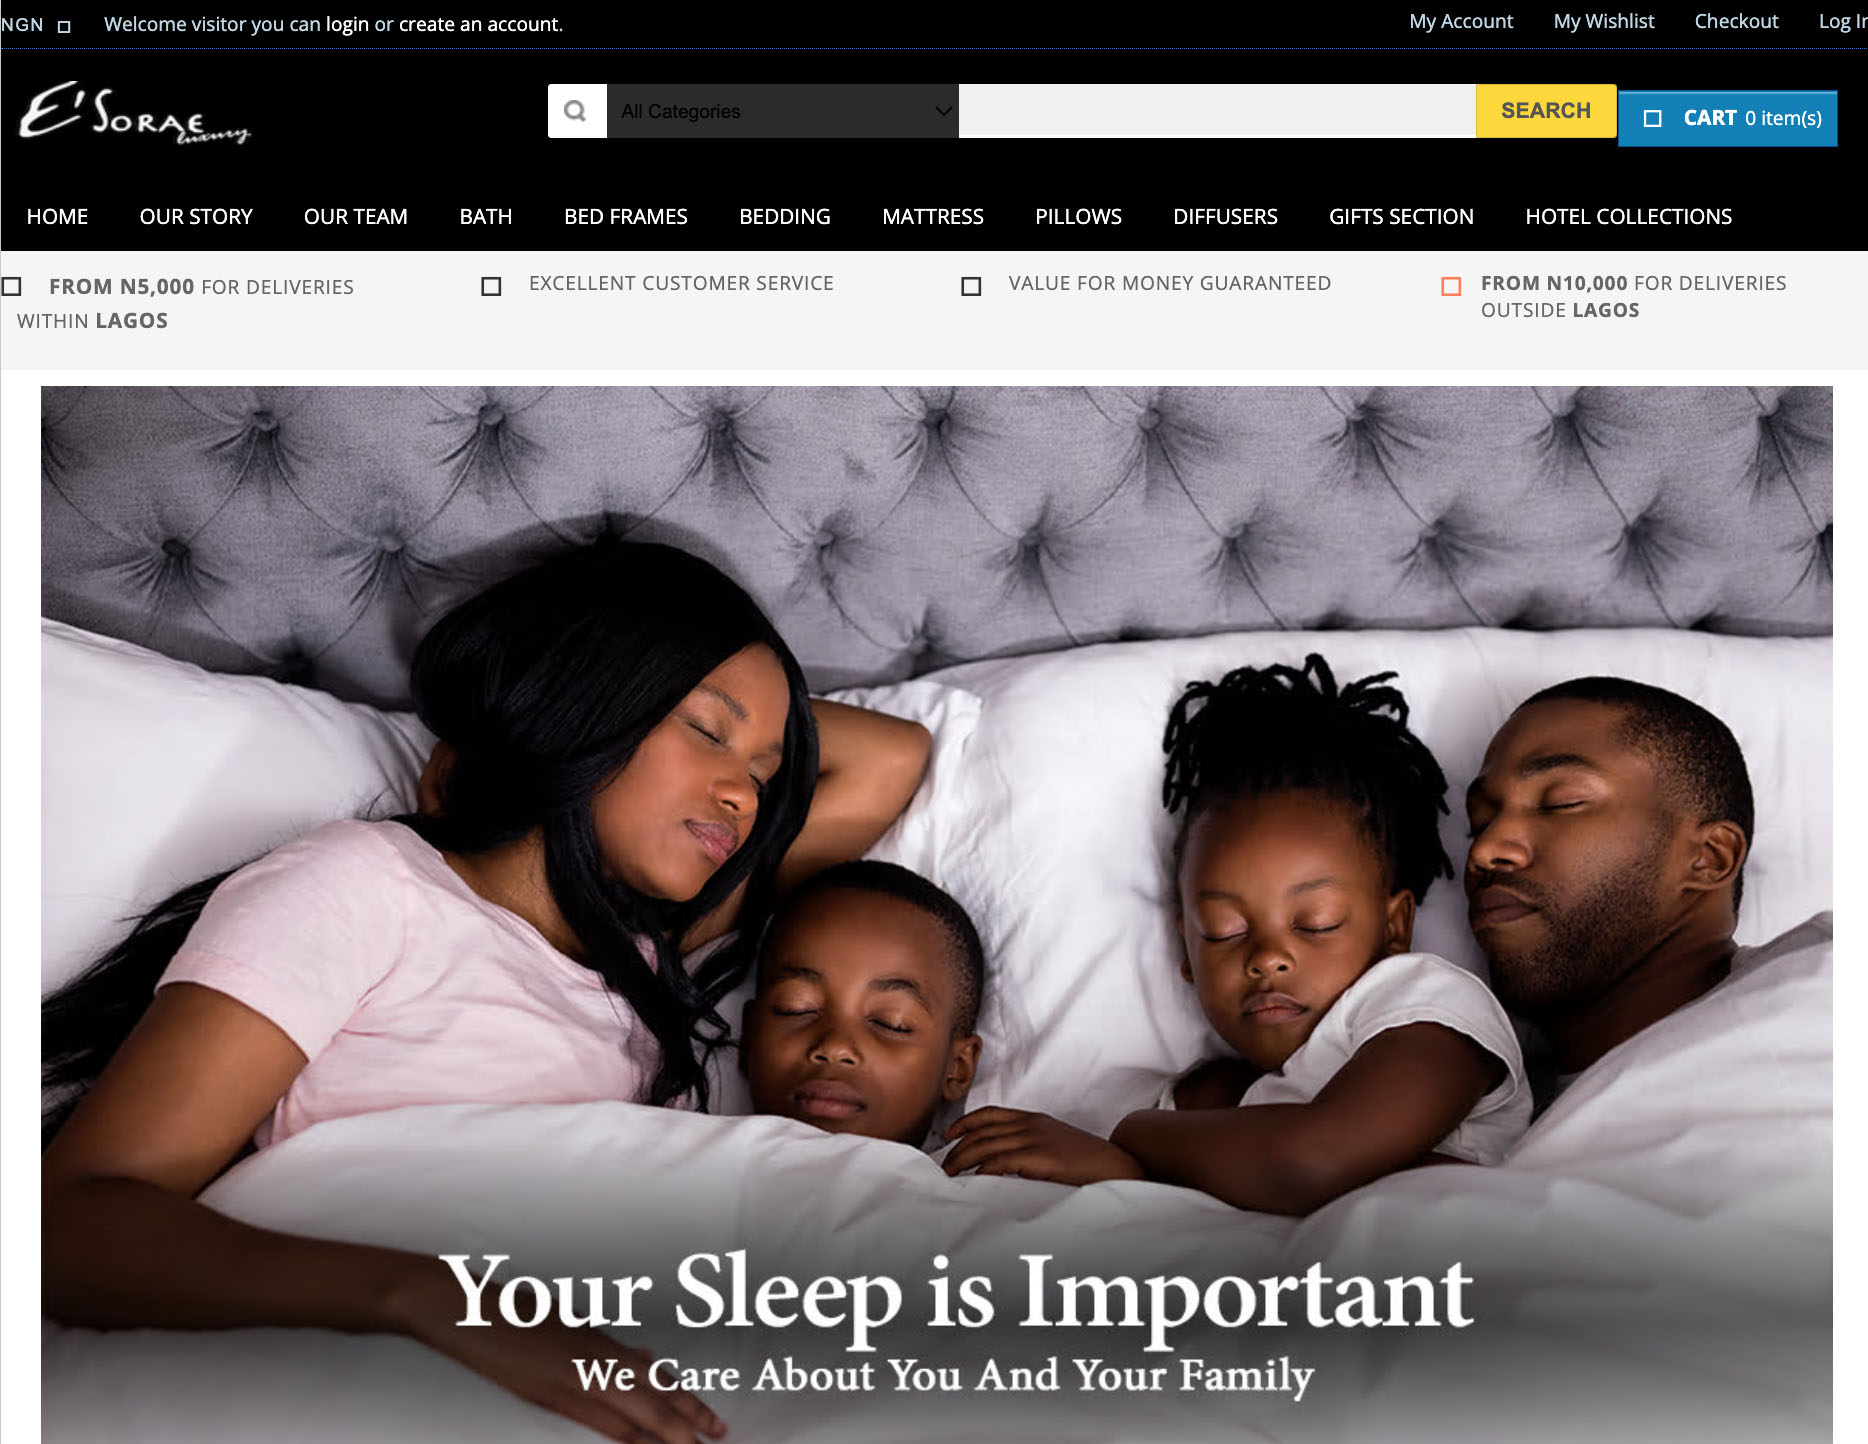 NGN
Welcome visitor you can login or create an account.
My Account
My Wishlist
Checkout
E'SORAE
luxury
All Categories
SEARCH
CART 0 item(s)
HOME
OUR STORY
OUR TEAM
BATH
BED FRAMES
BEDDING
MATTRESS
PILLOWS
DIFFUSERS
GIFTS SECTION
HOTEL COLLECTIONS
FROM N5,000 FOR DELIVERIES
WITHIN LAGOS
EXCELLENT CUSTOMER SERVICE
VALUE FOR MONEY GUARANTEED
FROM N10,000 FOR DELIVERIES
OUTSIDE LAGOS
Your Sleep is Important
We Care About You And Your Family